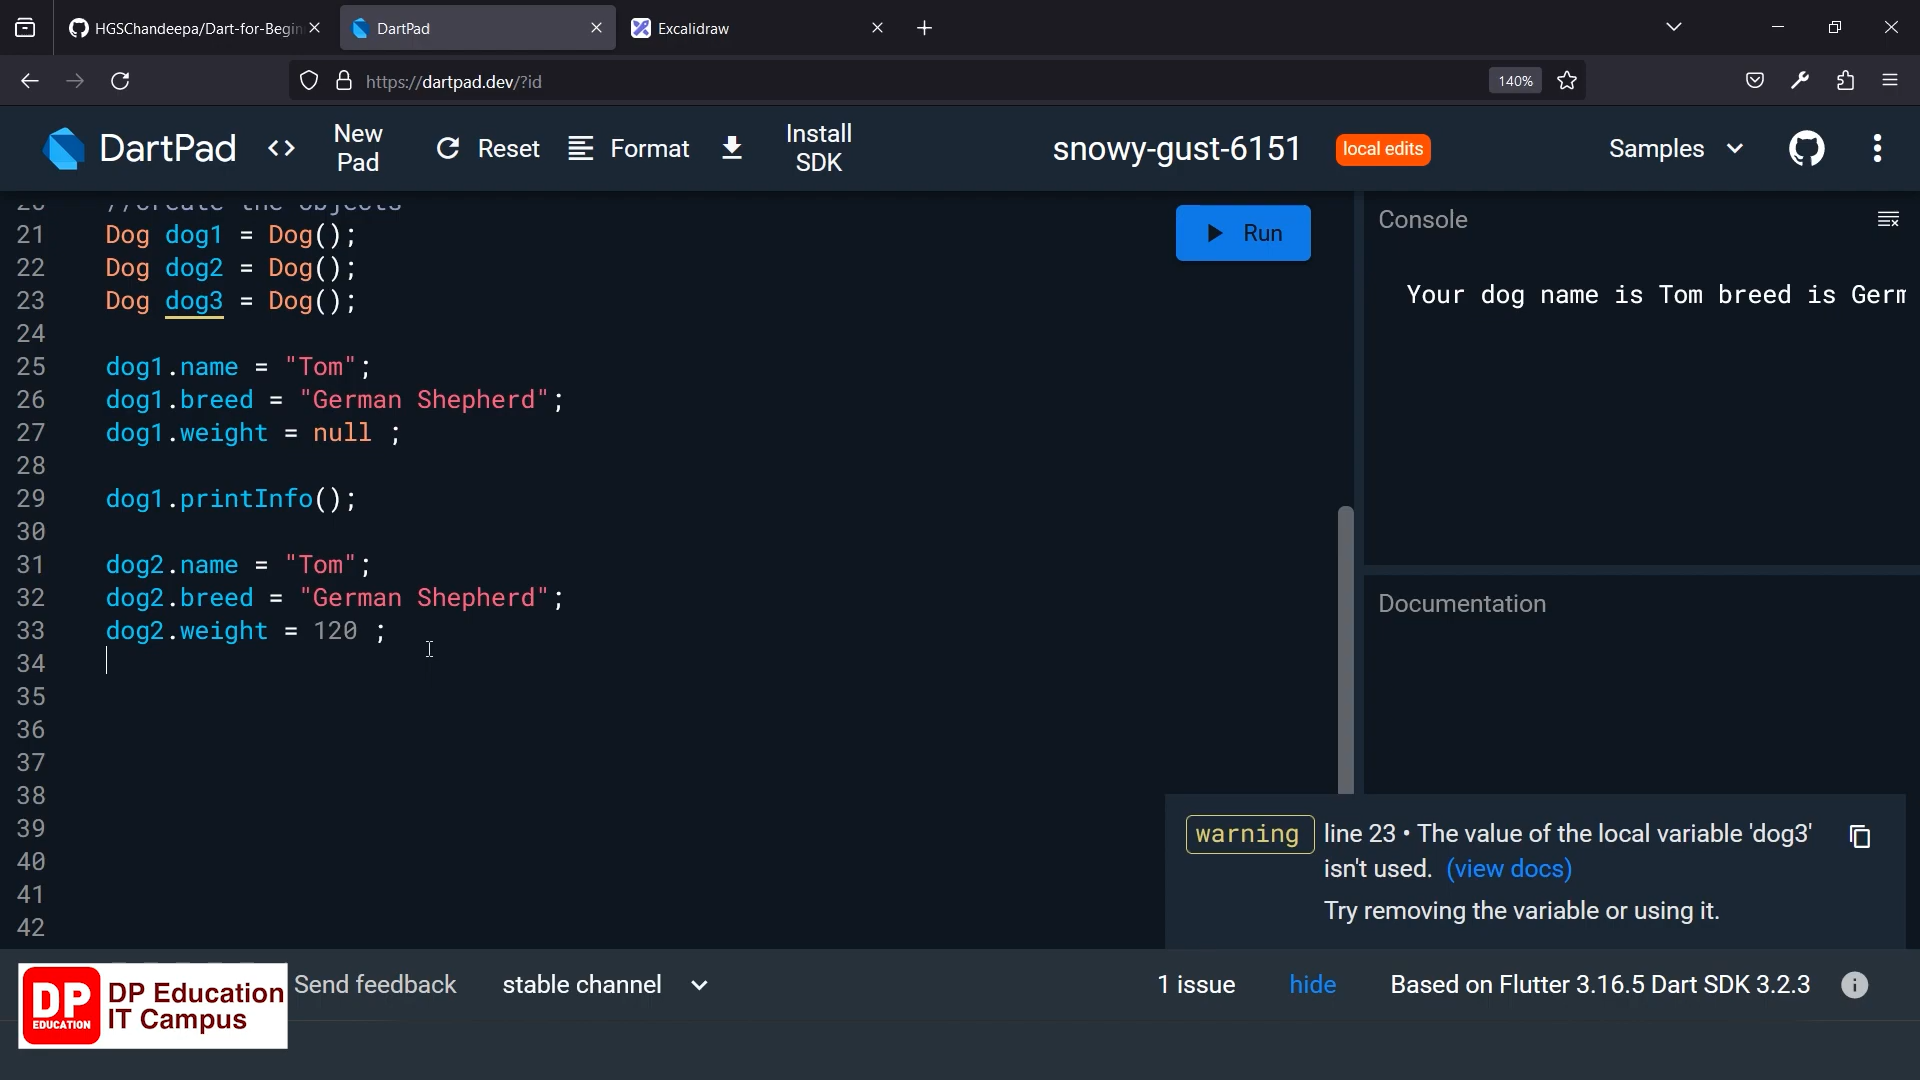 HGSChandeepa/Dart-for-Begin
DartPad
Excalidraw
https://dartpad.dev/?id
140%
DartPad
<> New Pad
Reset
Format
Install SDK
snowy-gust-6151
local edits
Samples
20 //create the objects
21 Dog dog1 = Dog();
22 Dog dog2 = Dog();
23 Dog dog3 = Dog();
24
25 dog1.name = "Tom";
26 dog1.breed = "German Shepherd";
27 dog1.weight = null ;
28
29 dog1.printInfo();
30
31 dog2.name = "Tom";
32 dog2.breed = "German Shepherd";
33 dog2.weight = 120 ;
34
35
36
37
38
39
40
41
42
Run
Console
Your dog name is Tom breed is Germ
Documentation
warning line 23 • The value of the local variable 'dog3'
isn't used. (view docs)
Try removing the variable or using it.
DP EDUCATION
DP Education
IT Campus
Send feedback
stable channel
1 issue
hide
Based on Flutter 3.16.5 Dart SDK 3.2.3